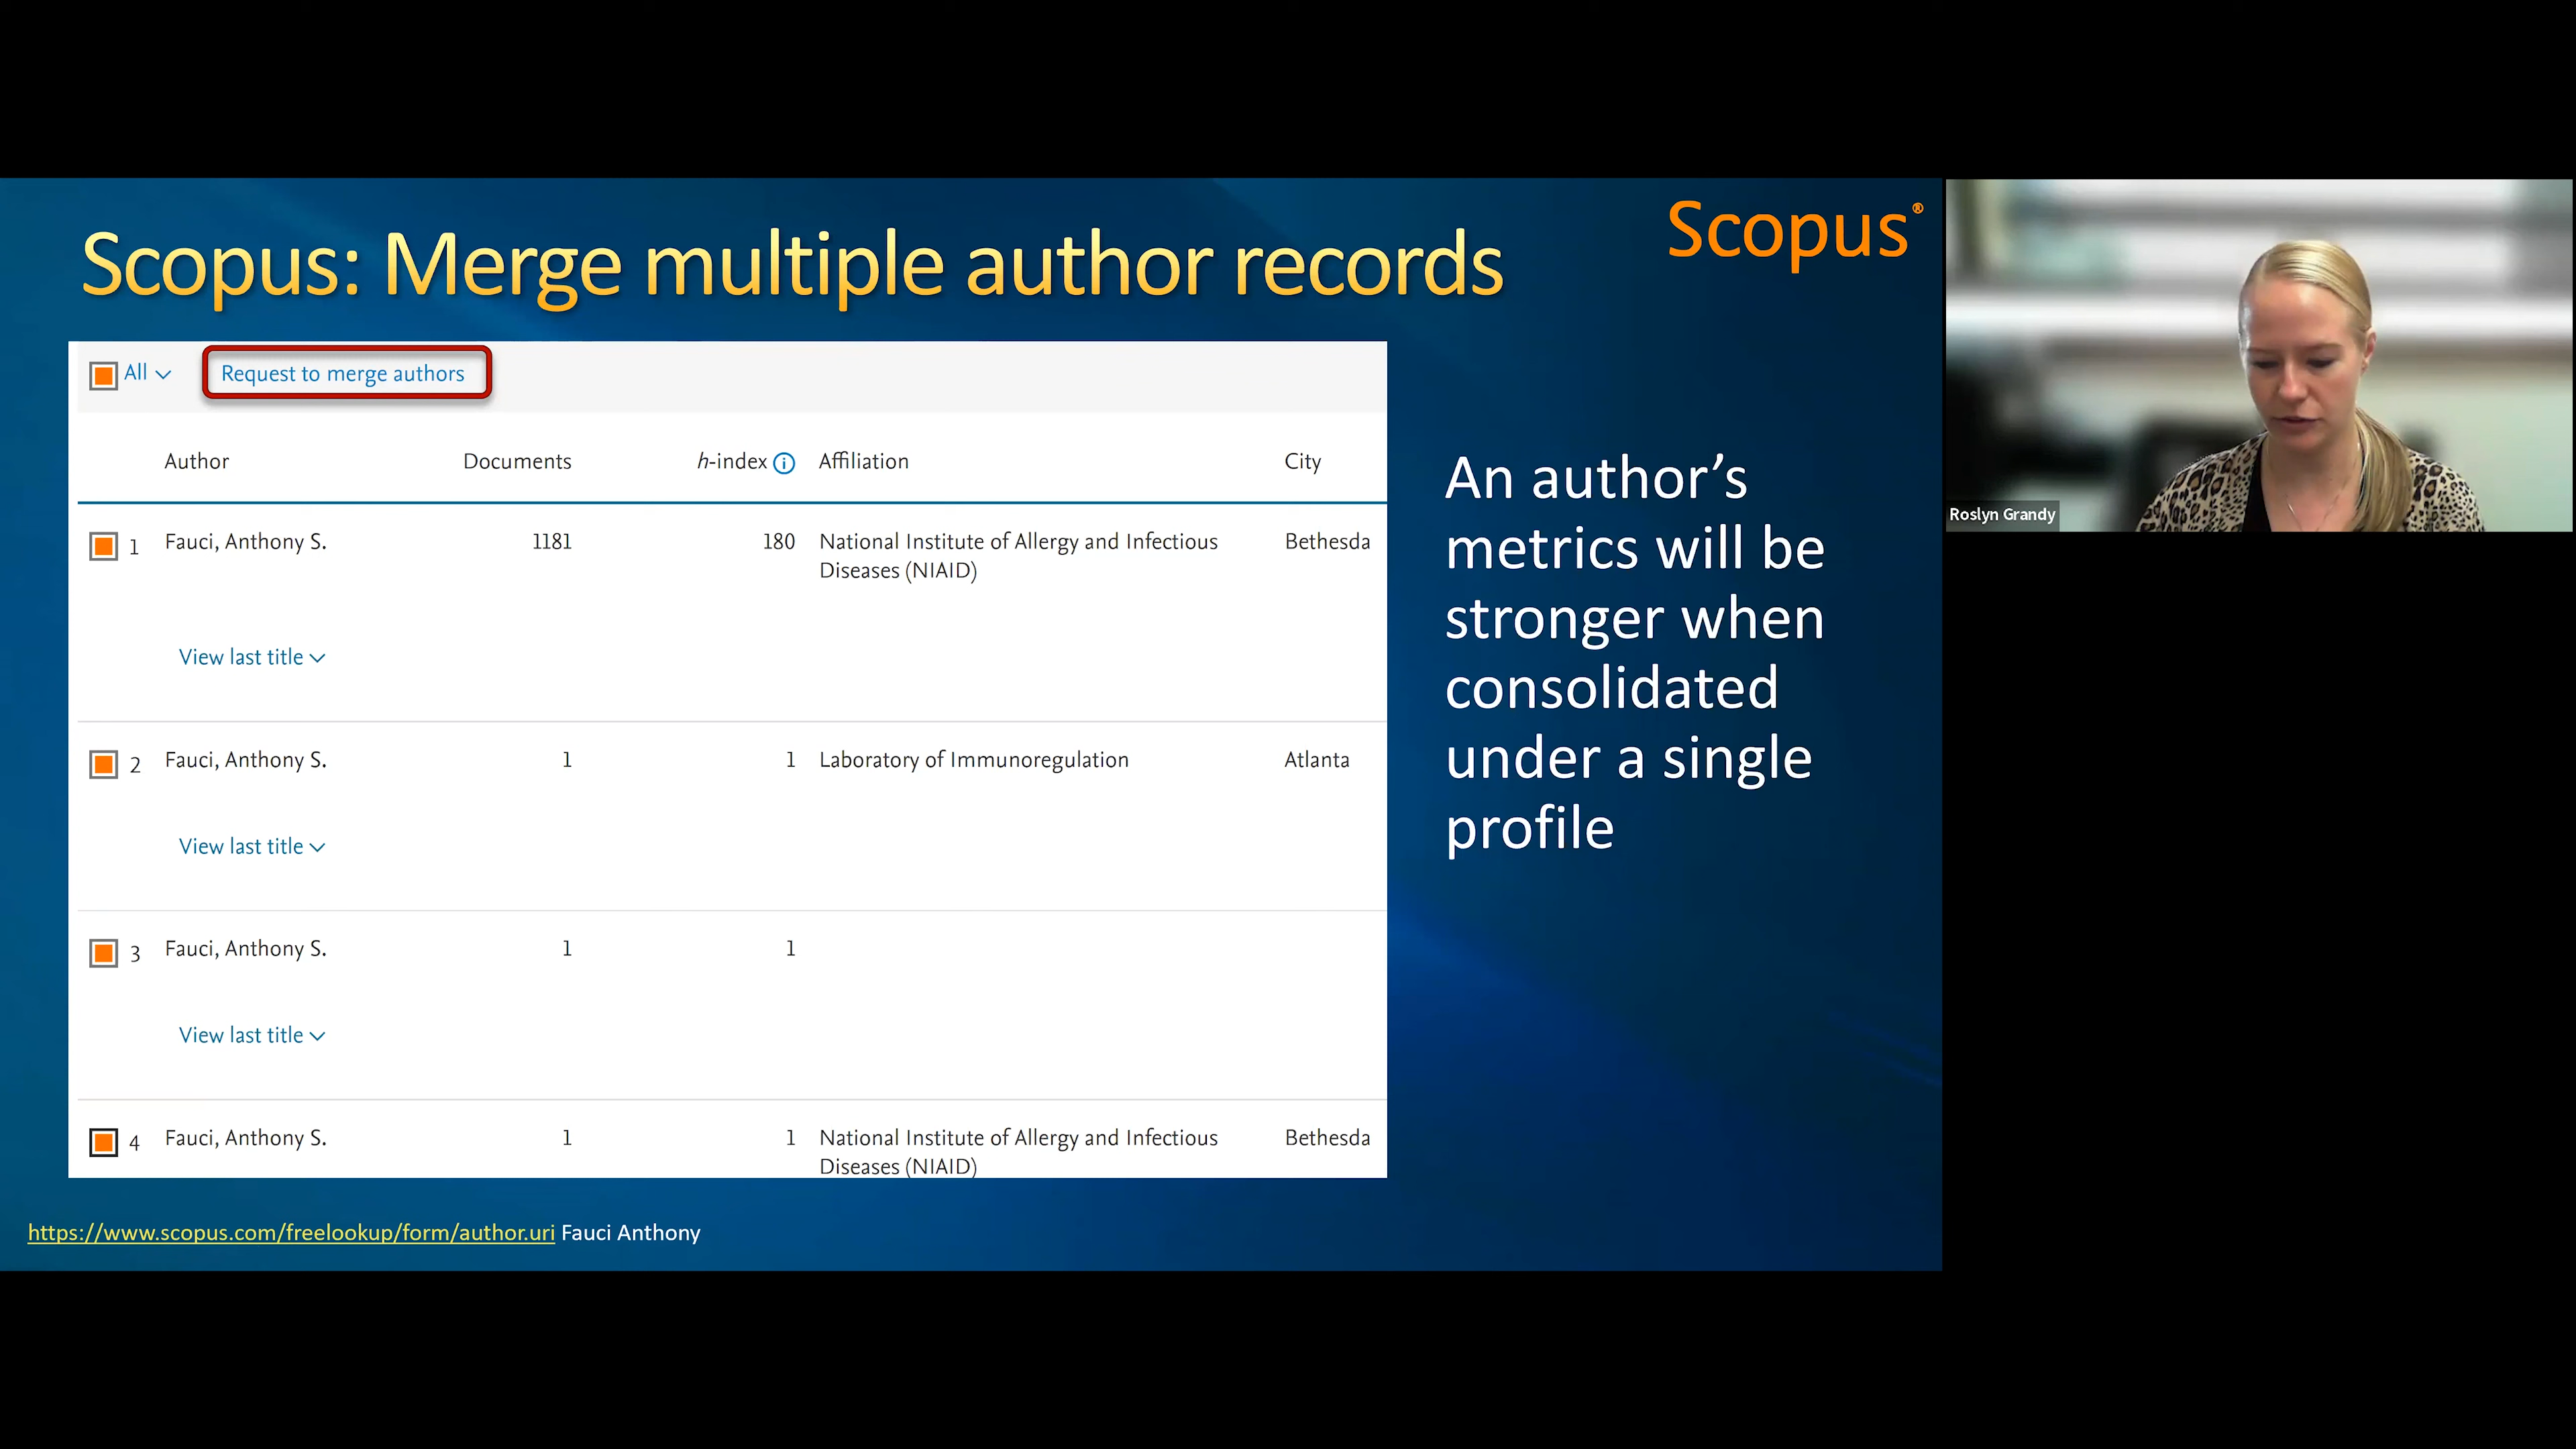 Scopus: Merge multiple author records
Scopus®
All
Request to merge authors
Author Documents h-index Affiliation City
1 Fauci, Anthony S. 1181 180 National Institute of Allergy and Infectious Bethesda
Diseases (NIAID)
View last title
2 Fauci, Anthony S. 1 1 Laboratory of Immunoregulation Atlanta
View last title
3 Fauci, Anthony S. 1 1
View last title
4 Fauci, Anthony S. 1 1 National Institute of Allergy and Infectious Bethesda
Diseases (NIAID)
An author’s
metrics will be
stronger when
consolidated
under a single
profile
https://www.scopus.com/freelookup/form/author.uri Fauci Anthony
Roslyn Grandy